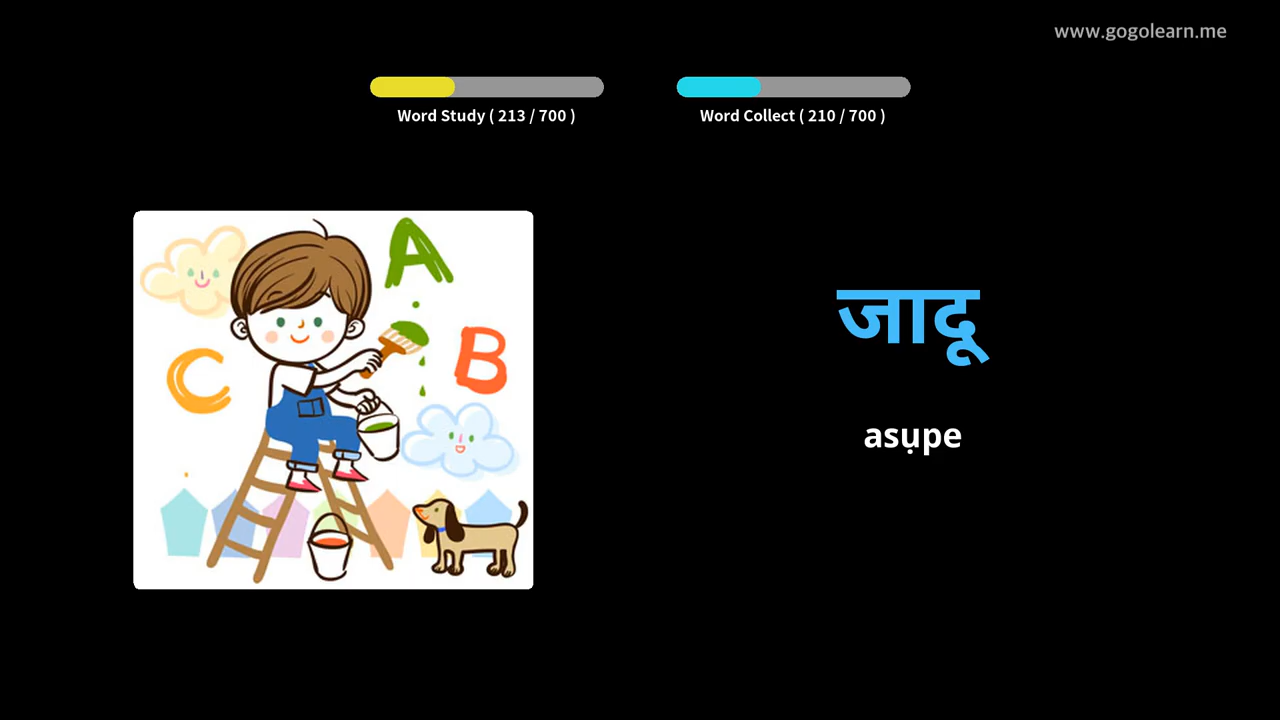 www.gogolearn.me
Word Study ( 213 / 700 )
Word Collect ( 210 / 700 )
A
B
C
जादू
asụpe